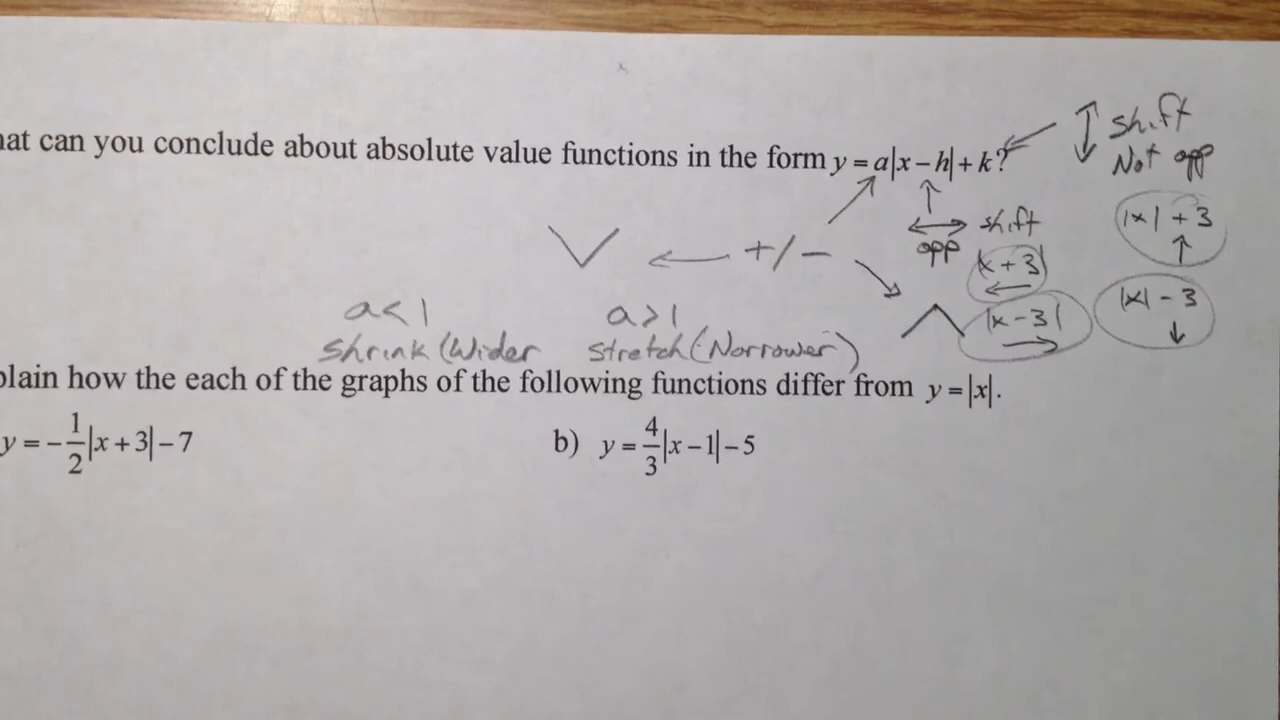 hat can you conclude about absolute value functions in the form y = a|x − h| + k?
shift
Not opp
+/−
shift
opp
|x + 3|
|x| + 3
|x − 3|
|x| − 3
a < 1
a > 1
Shrink (Wider
Stretch (Narrower)
plain how the each of the graphs of the following functions differ from y = |x|.
y = −1/2|x + 3| − 7
b) y = 4/3|x − 1| − 5